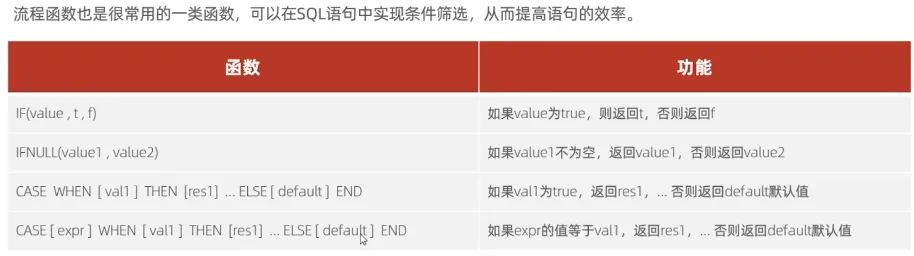 流程函数也是很常用的一类函数，可以在SQL语句中实现条件筛选，从而提高语句的效率。
函数 功能
IF(value , t , f) 如果value为true，则返回t，否则返回f
IFNULL(value1 , value2) 如果value1不为空，返回value1，否则返回value2
CASE WHEN [ val1 ] THEN [res1] ... ELSE [ default ] END 如果val1为true，返回res1，... 否则返回default默认值
CASE [ expr ] WHEN [ val1 ] THEN [res1] ... ELSE [ default ] END 如果expr的值等于val1，返回res1，... 否则返回default默认值